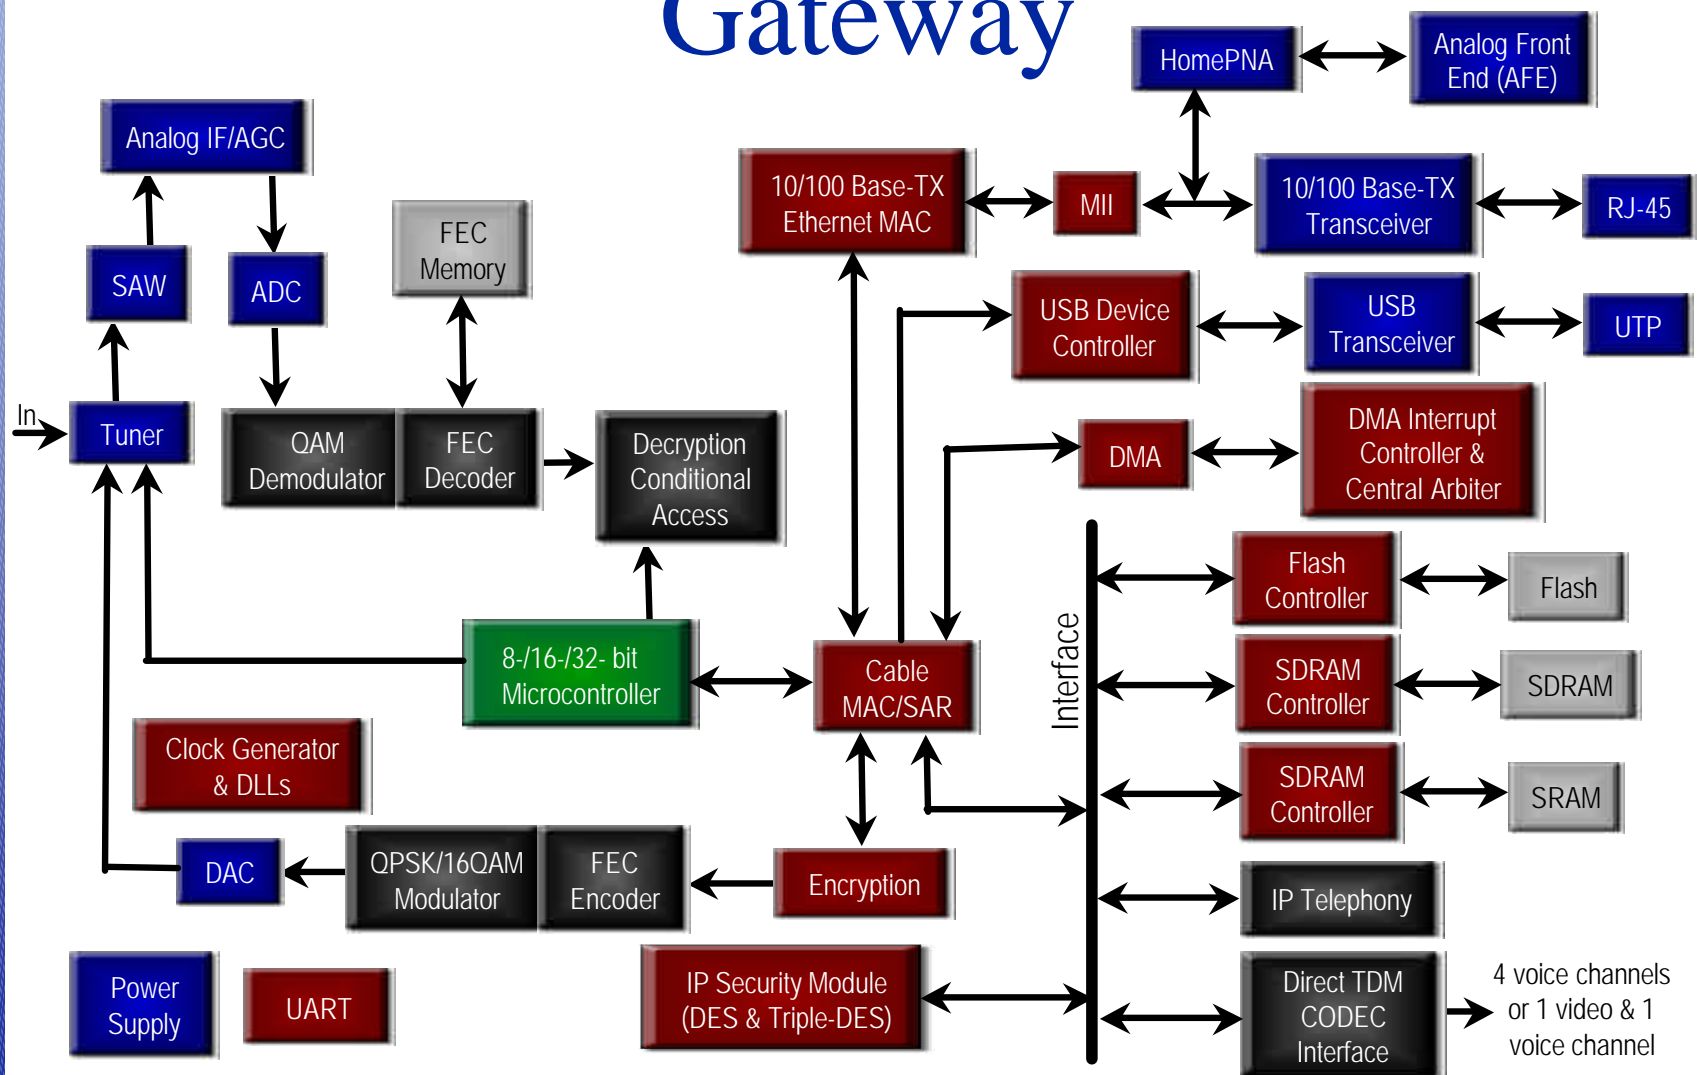 Gateway
HomePNA
Analog Front
End (AFE)
Analog IF/AGC
10/100 Base-TX
Ethernet MAC
MII
10/100 Base-TX
Transceiver
RJ-45
FEC
Memory
SAW
ADC
USB Device
Controller
USB
Transceiver
UTP
In
Tuner
QAM
Demodulator
FEC
Decoder
Decryption
Conditional
Access
DMA
DMA Interrupt
Controller &
Central Arbiter
Flash
Controller
Flash
Interface
8-/16-/32- bit
Microcontroller
Cable
MAC/SAR
SDRAM
Controller
SDRAM
Clock Generator
& DLLs
SDRAM
Controller
SRAM
DAC
QPSK/16QAM
Modulator
FEC
Encoder
Encryption
IP Telephony
Power
Supply
UART
IP Security Module
(DES & Triple-DES)
Direct TDM
CODEC
Interface
4 voice channels
or 1 video & 1
voice channel